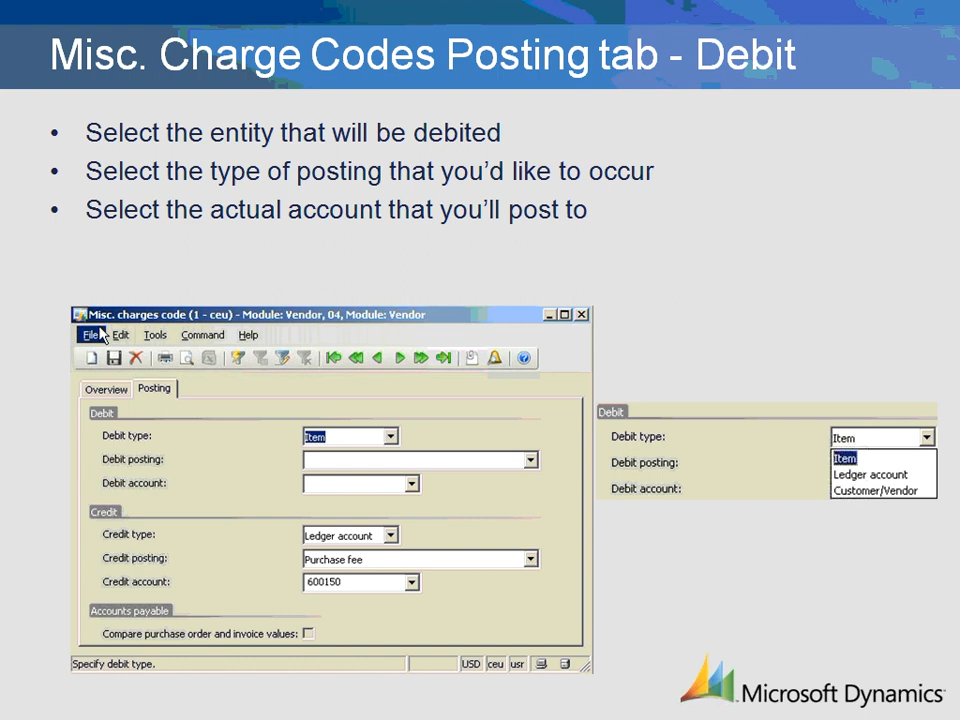 Misc. Charge Codes Posting tab - Debit
• Select the entity that will be debited
• Select the type of posting that you'd like to occur
• Select the actual account that you'll post to
Misc. charges code (1 - ceu) - Module: Vendor, 04, Module: Vendor
File Edit Tools Command Help
Overview Posting
Debit
Debit type: Item
Debit posting:
Debit account:
Credit
Credit type: Ledger account
Credit posting: Purchase fee
Credit account: 600150
Accounts payable
Compare purchase order and invoice values:
Specify debit type. USD ceu usr
Debit
Debit type: Item
Item
Debit posting: Ledger account
Debit account: Customer/Vendor
Microsoft Dynamics